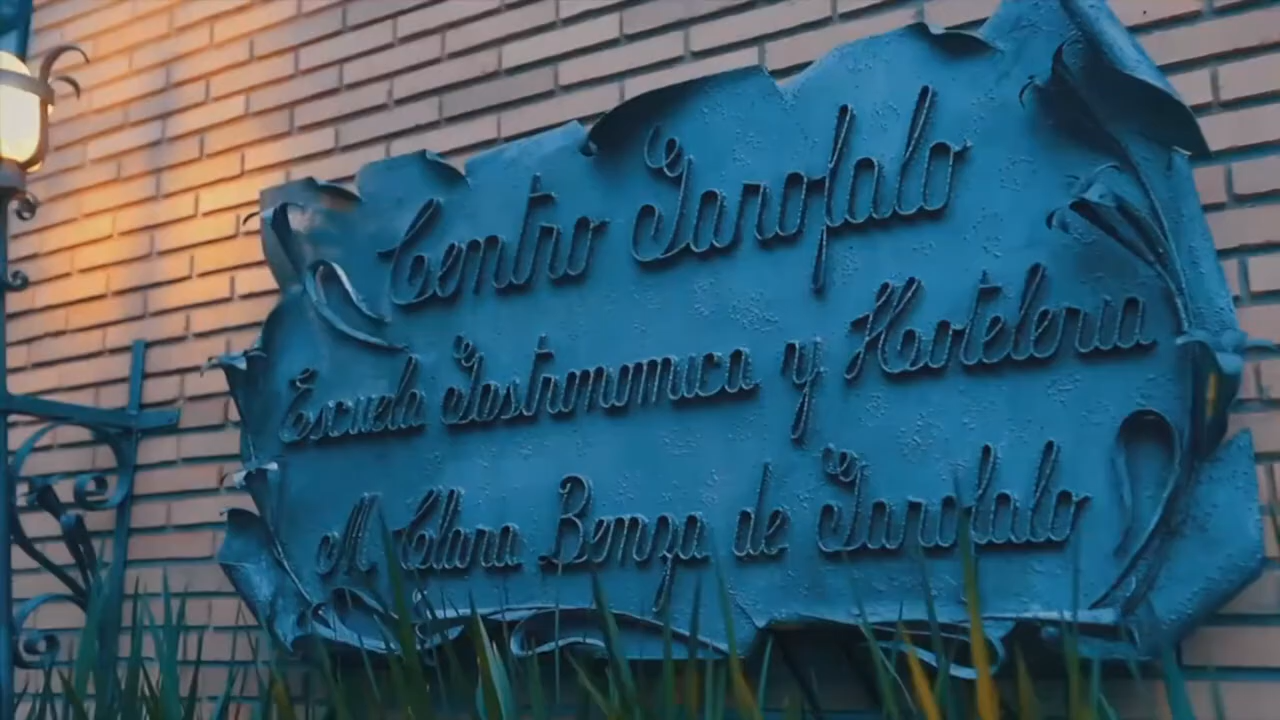 Centro Garofalo
Escuela Gastronomica y Hoteleria
M. Clara Benza de Garofalo